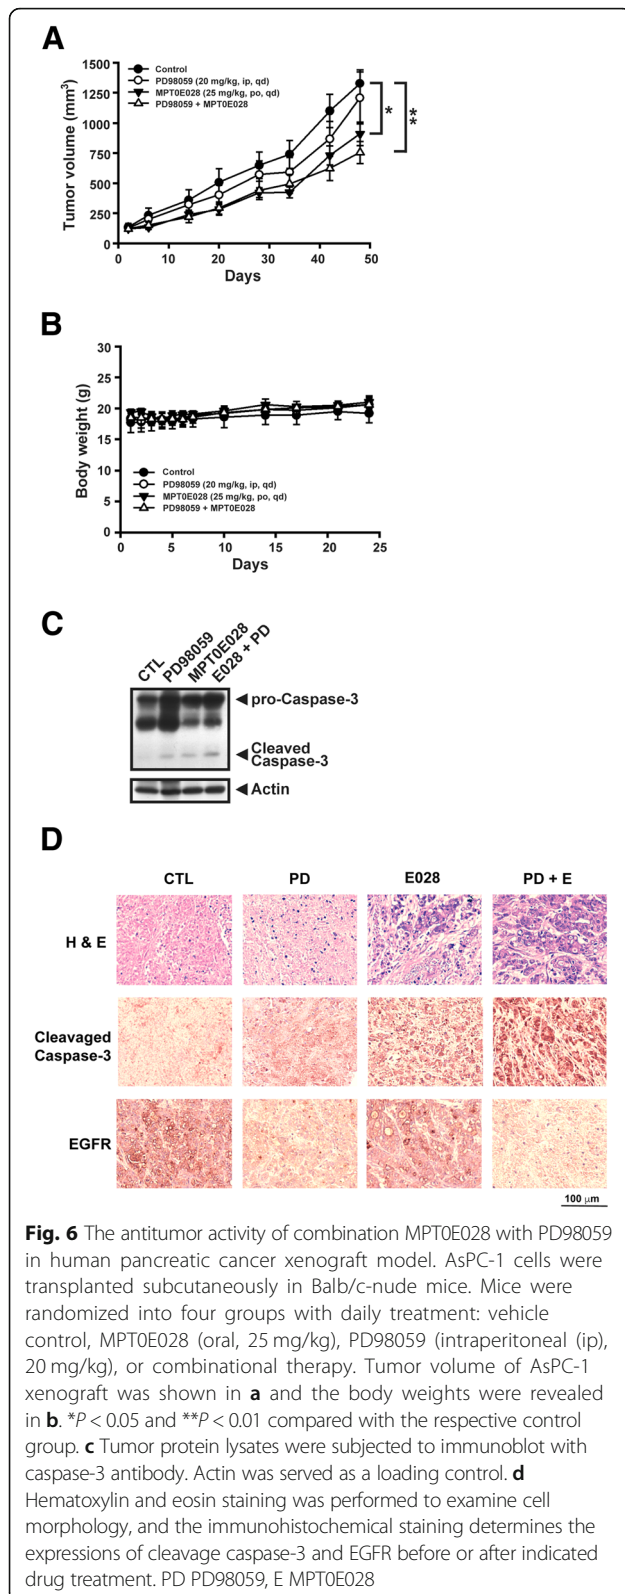 A
Control
PD98059 (20 mg/kg, ip, qd)
MPT0E028 (25 mg/kg, po, qd)
PD98059 + MPT0E028
Tumor volume (mm³)
1500
1250
1000
750
500
250
0
0 10 20 30 40 50
Days
*
**
B
Body weight (g)
30
25
20
15
10
5
0
Control
PD98059 (20 mg/kg, ip, qd)
MPT0E028 (25 mg/kg, po, qd)
PD98059 + MPT0E028
0 5 10 15 20 25
Days
C
CTL
PD98059
MPT0E028
E028 + PD
pro-Caspase-3
Cleaved
Caspase-3
Actin
D
CTL PD E028 PD + E
H & E
Cleavaged
Caspase-3
EGFR
100 μm
Fig. 6 The antitumor activity of combination MPT0E028 with PD98059
in human pancreatic cancer xenograft model. AsPC-1 cells were
transplanted subcutaneously in Balb/c-nude mice. Mice were
randomized into four groups with daily treatment: vehicle
control, MPT0E028 (oral, 25 mg/kg), PD98059 (intraperitoneal (ip),
20 mg/kg), or combinational therapy. Tumor volume of AsPC-1
xenograft was shown in a and the body weights were revealed
in b. *P < 0.05 and **P < 0.01 compared with the respective control
group. c Tumor protein lysates were subjected to immunoblot with
caspase-3 antibody. Actin was served as a loading control. d
Hematoxylin and eosin staining was performed to examine cell
morphology, and the immunohistochemical staining determines the
expressions of cleavage caspase-3 and EGFR before or after indicated
drug treatment. PD PD98059, E MPT0E028